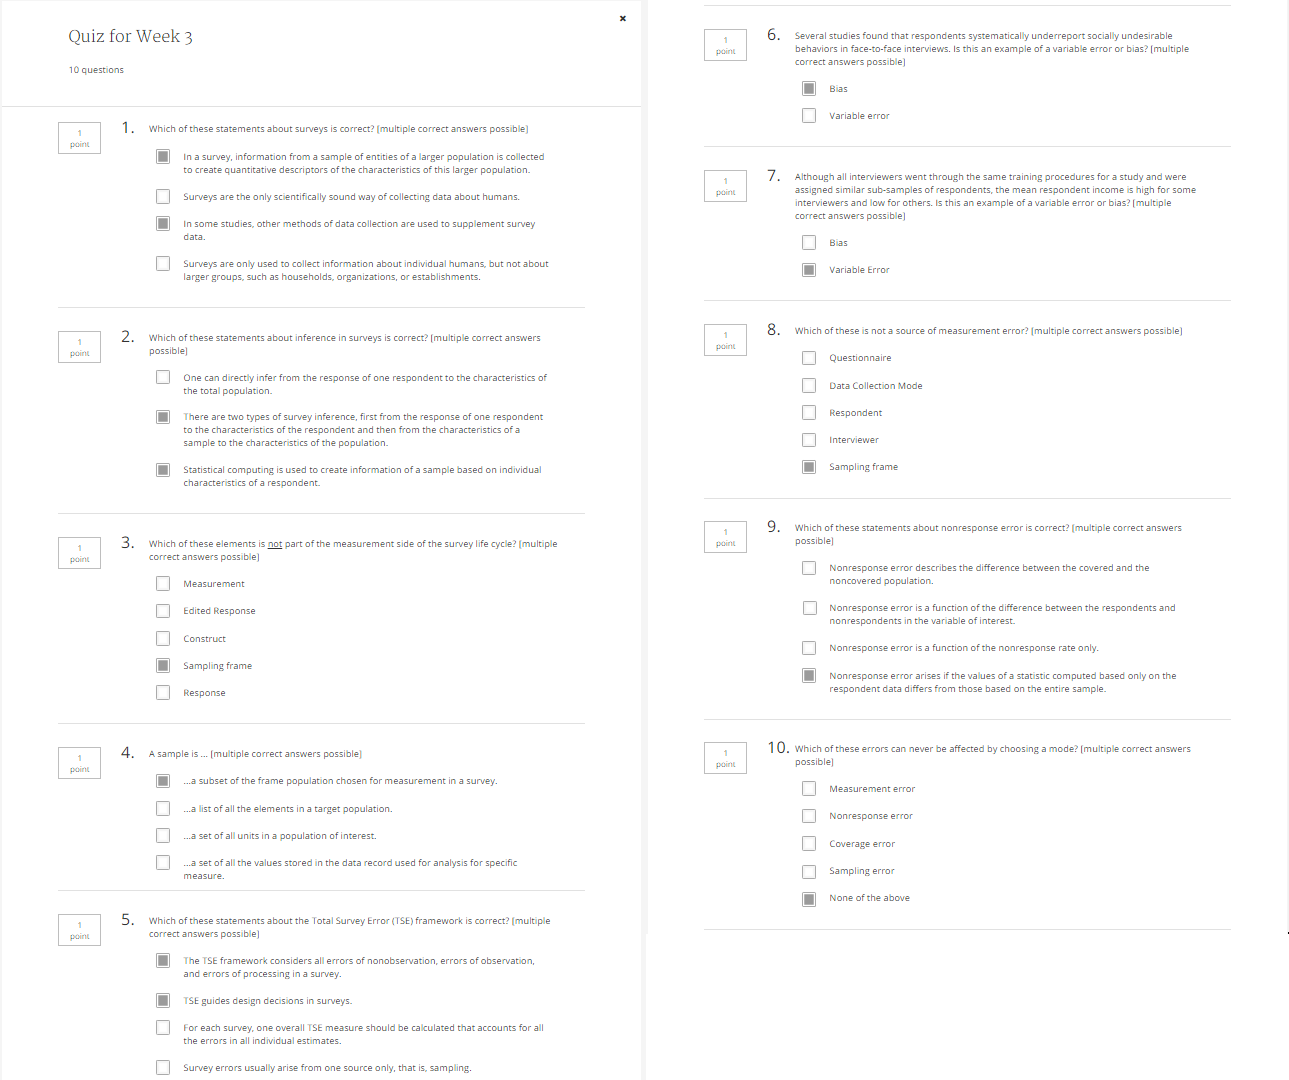 Quiz for Week 3
10 questions
1 point
1. Which of these statements about surveys is correct? [multiple correct answers possible]
In a survey, information from a sample of entities of a larger population is collected
to create quantitative descriptors of the characteristics of this larger population.
Surveys are the only scientifically sound way of collecting data about humans.
In some studies, other methods of data collection are used to supplement survey
data.
Surveys are only used to collect information about individual humans, but not about
larger groups, such as households, organizations, or establishments.
1 point
2. Which of these statements about inference in surveys is correct? [multiple correct answers
possible]
One can directly infer from the response of one respondent to the characteristics of
the total population.
There are two types of survey inference, first from the response of one respondent
to the characteristics of the respondent and then from the characteristics of a
sample to the characteristics of the population.
Statistical computing is used to create information of a sample based on individual
characteristics of a respondent.
1 point
3. Which of these elements is not part of the measurement side of the survey life cycle? [multiple
correct answers possible]
Measurement
Edited Response
Construct
Sampling frame
Response
1 point
4. A sample is ... [multiple correct answers possible]
...a subset of the frame population chosen for measurement in a survey.
...a list of all the elements in a target population.
...a set of all units in a population of interest.
...a set of all the values stored in the data record used for analysis for specific
measure.
1 point
5. Which of these statements about the Total Survey Error (TSE) framework is correct? [multiple
correct answers possible]
The TSE framework considers all errors of nonobservation, errors of observation,
and errors of processing in a survey.
TSE guides design decisions in surveys.
For each survey, one overall TSE measure should be calculated that accounts for all
the errors in all individual estimates.
Survey errors usually arise from one source only, that is, sampling.
1 point
6. Several studies found that respondents systematically underreport socially undesirable
behaviors in face-to-face interviews. Is this an example of a variable error or bias? [multiple
correct answers possible]
Bias
Variable error
1 point
7. Although all interviewers went through the same training procedures for a study and were
assigned similar sub-samples of respondents, the mean respondent income is high for some
interviewers and low for others. Is this an example of a variable error or bias? [multiple
correct answers possible]
Bias
Variable Error
1 point
8. Which of these is not a source of measurement error? [multiple correct answers possible]
Questionnaire
Data Collection Mode
Respondent
Interviewer
Sampling frame
1 point
9. Which of these statements about nonresponse error is correct? [multiple correct answers
possible]
Nonresponse error describes the difference between the covered and the
noncovered population.
Nonresponse error is a function of the difference between the respondents and
nonrespondents in the variable of interest.
Nonresponse error is a function of the nonresponse rate only.
Nonresponse error arises if the values of a statistic computed based only on the
respondent data differs from those based on the entire sample.
1 point
10. Which of these errors can never be affected by choosing a mode? [multiple correct answers
possible]
Measurement error
Nonresponse error
Coverage error
Sampling error
None of the above